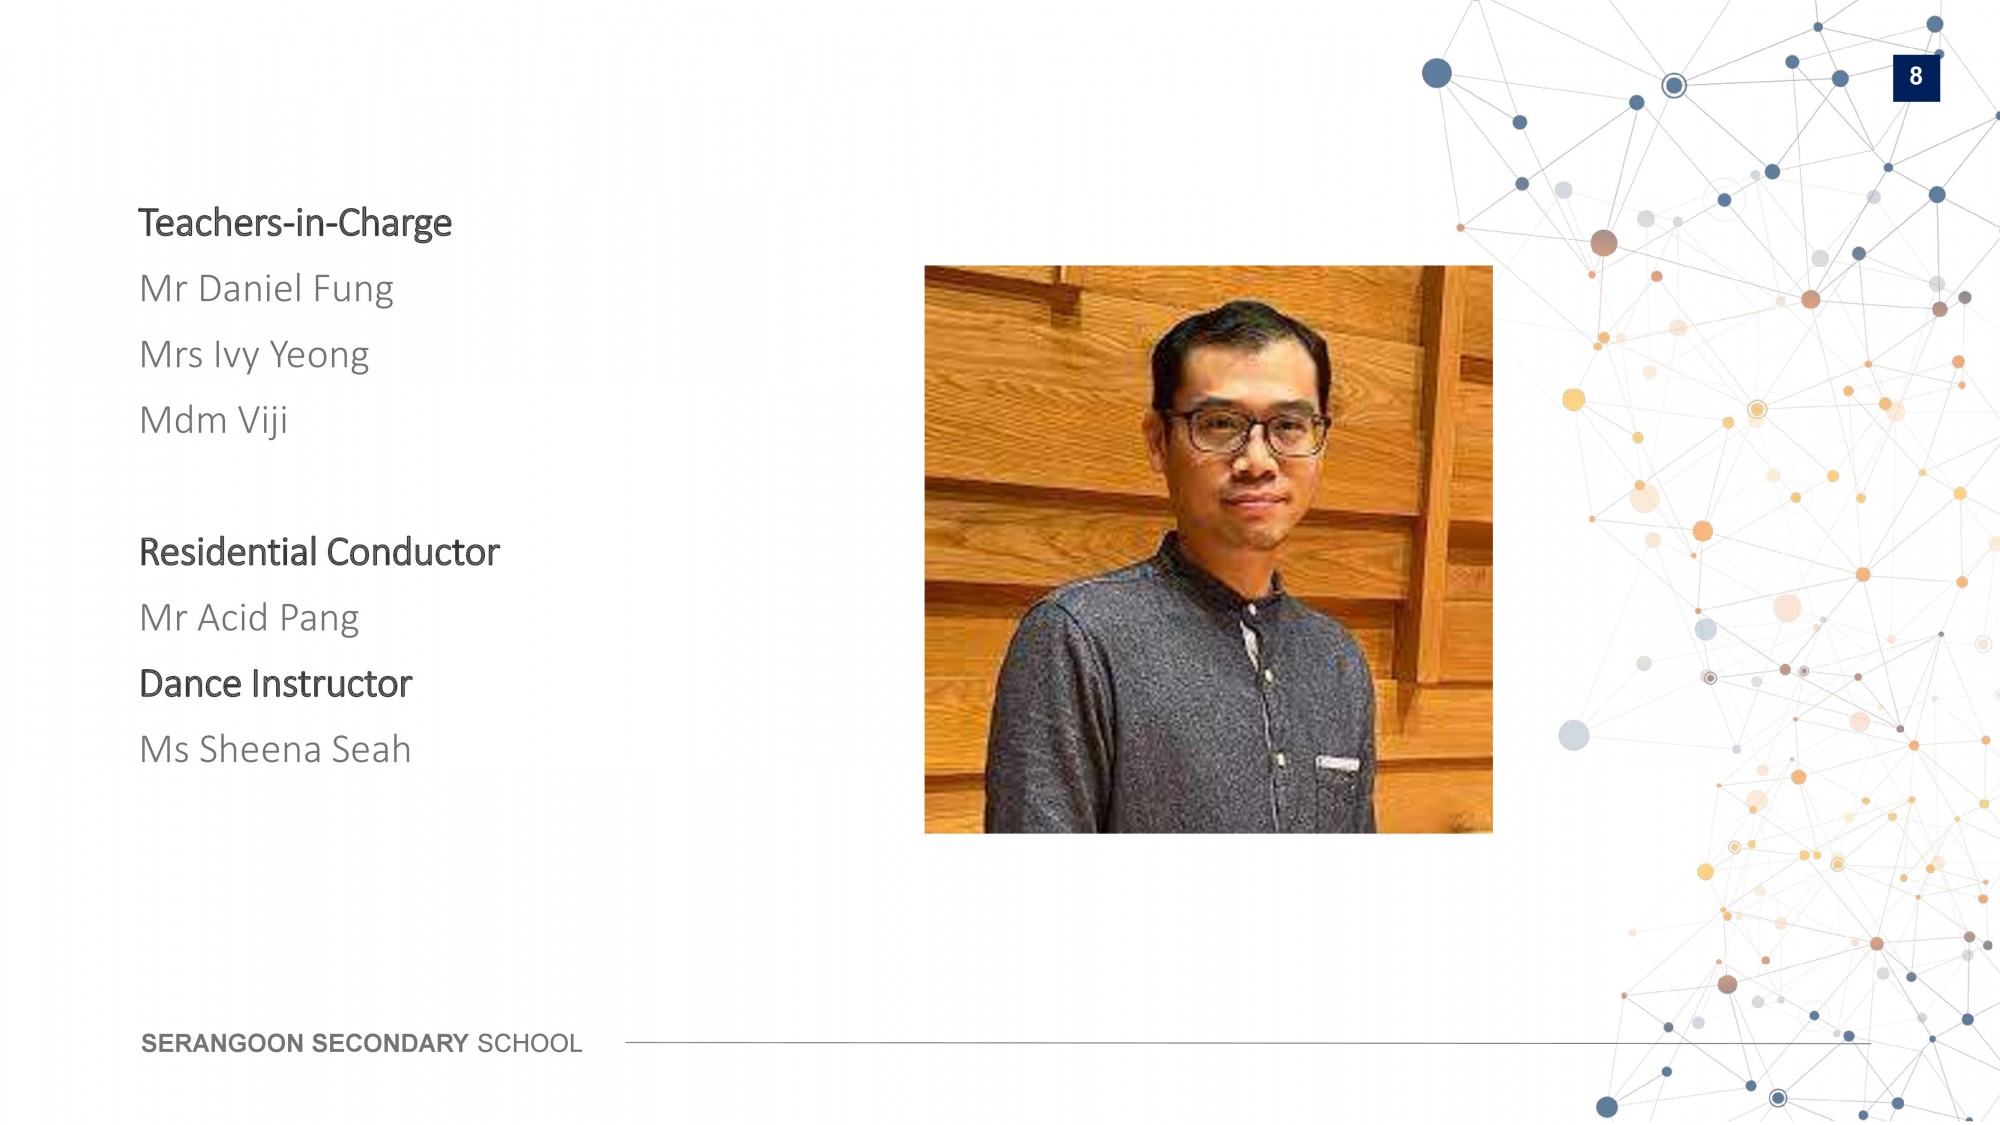 8
Teachers-in-Charge
Mr Daniel Fung
Mrs Ivy Yeong
Mdm Viji
Residential Conductor
Mr Acid Pang
Dance Instructor
Ms Sheena Seah
SERANGOON SECONDARY SCHOOL